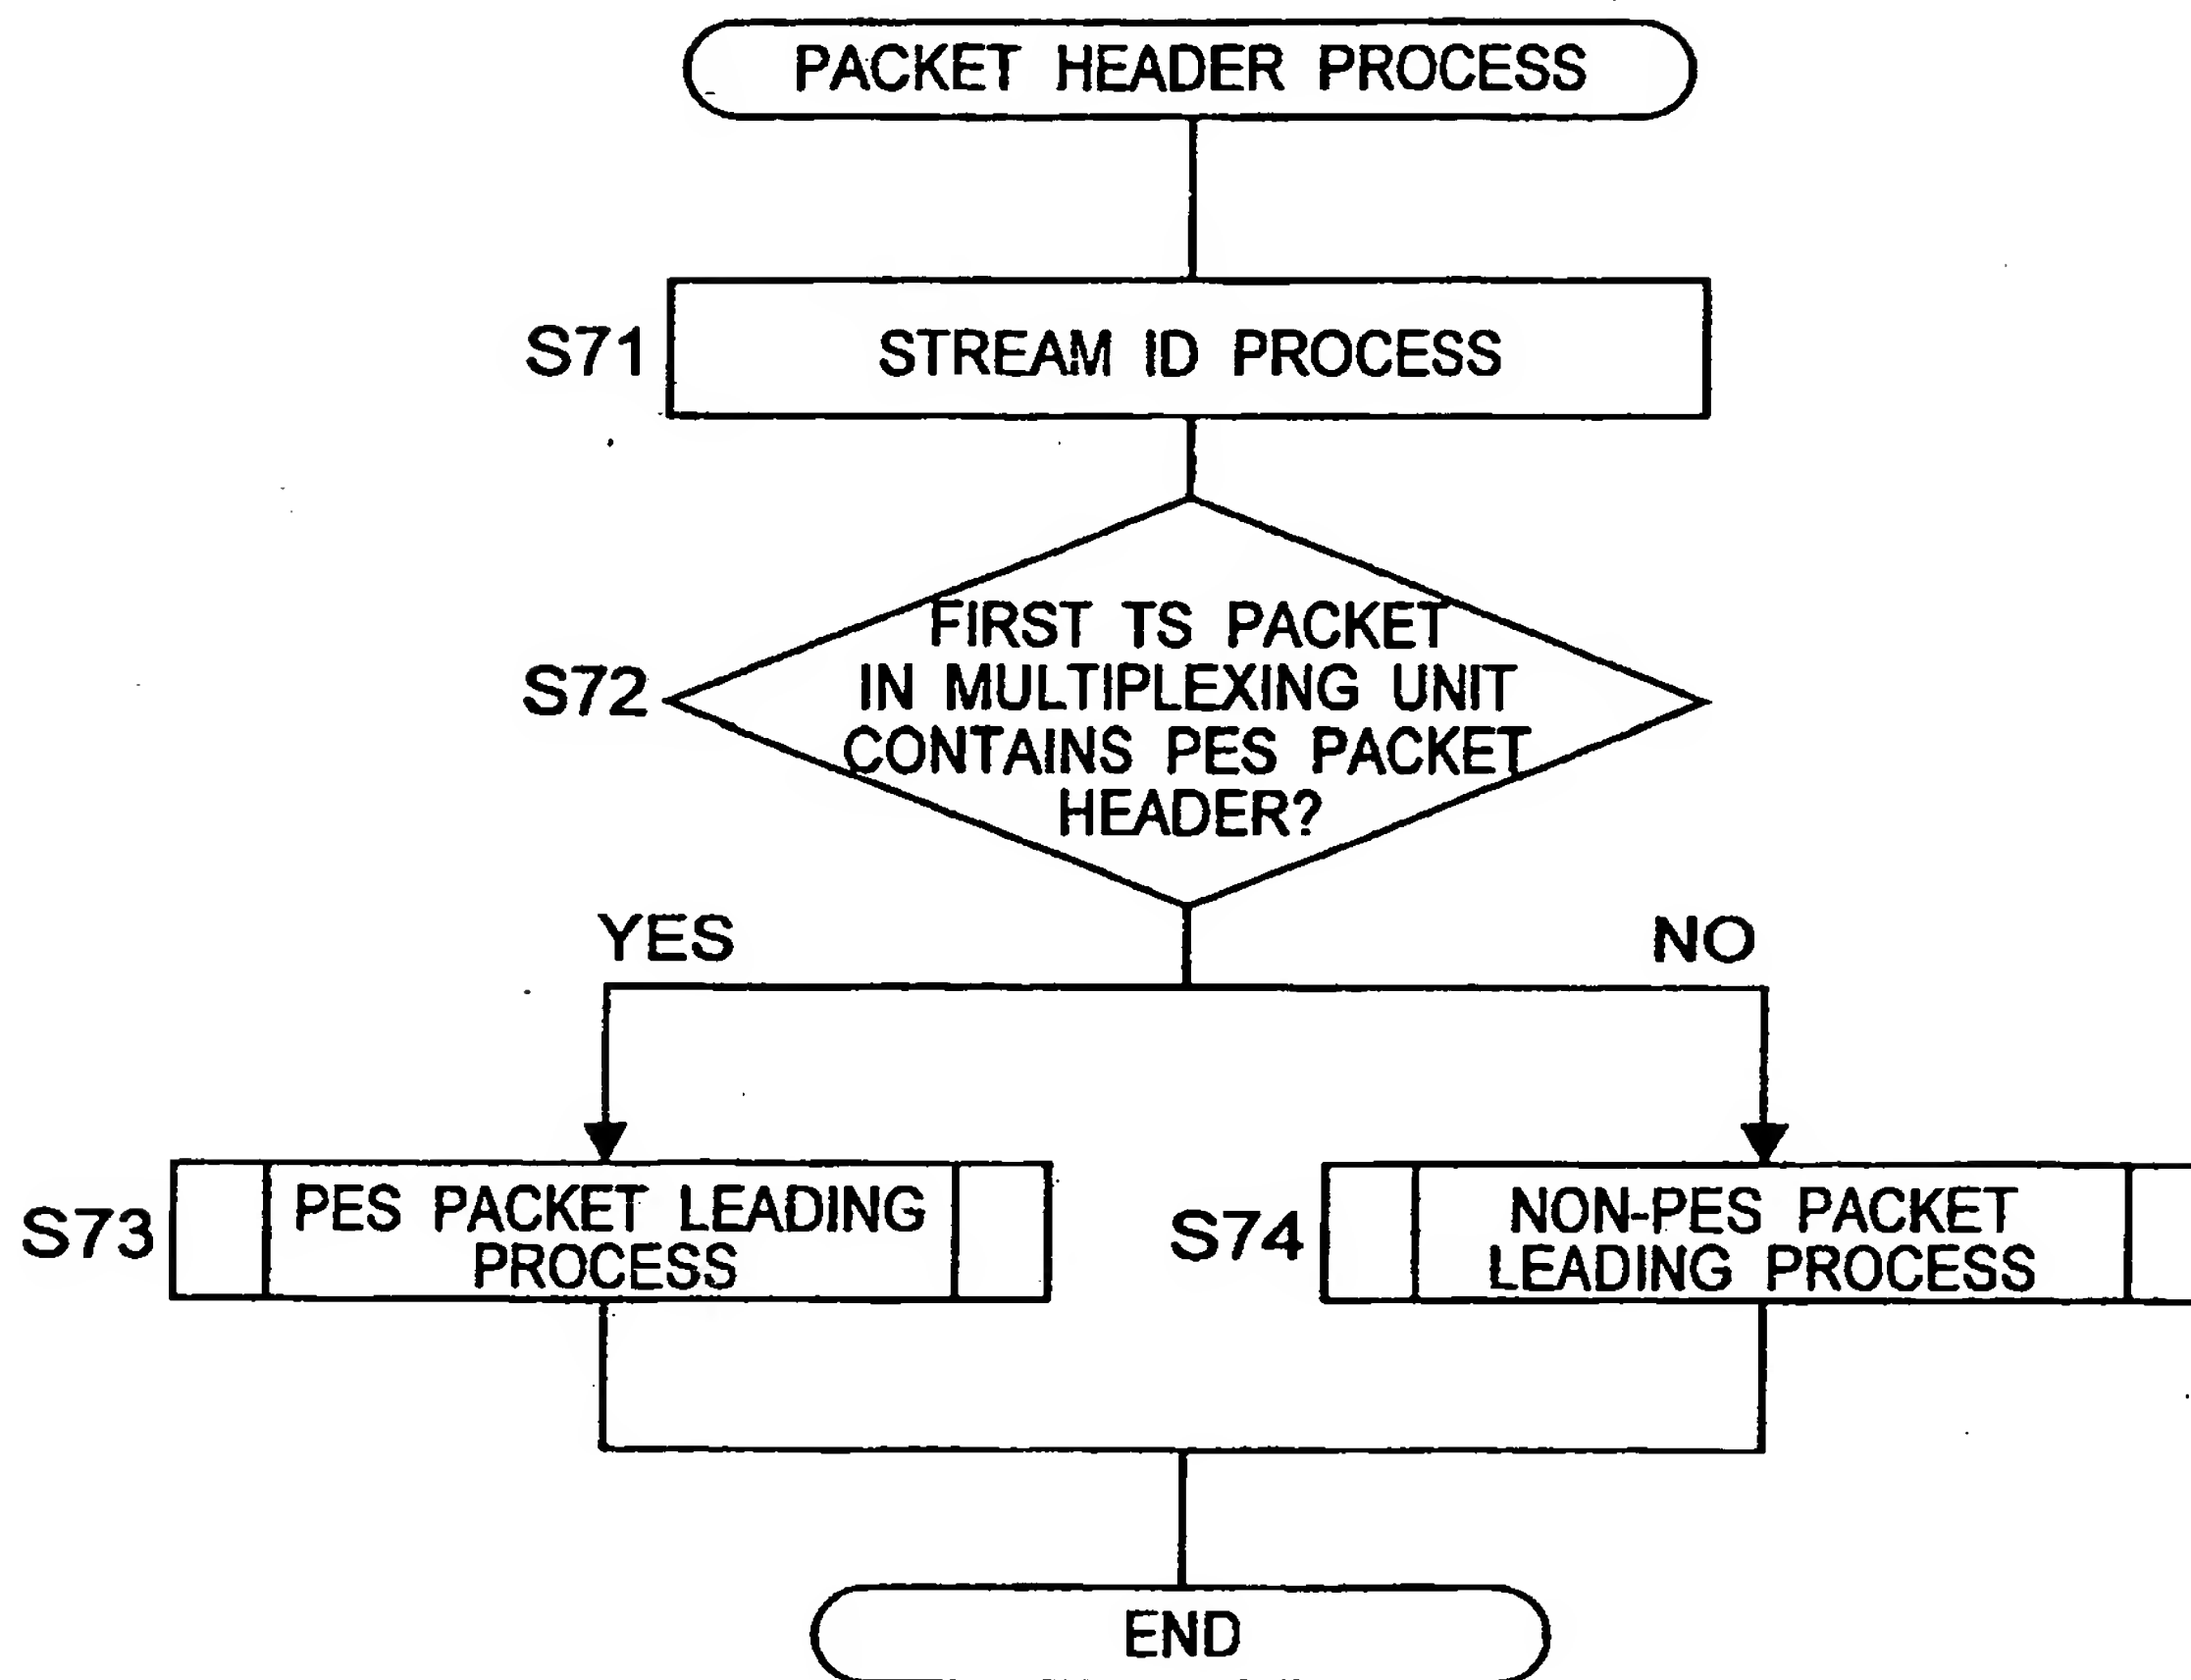 PACKET HEADER PROCESS
S71
STREAM ID PROCESS
S72
FIRST TS PACKET
IN MULTIPLEXING UNIT
CONTAINS PES PACKET
HEADER?
YES
NO
S73
PES PACKET LEADING
PROCESS
S74
NON-PES PACKET
LEADING PROCESS
END